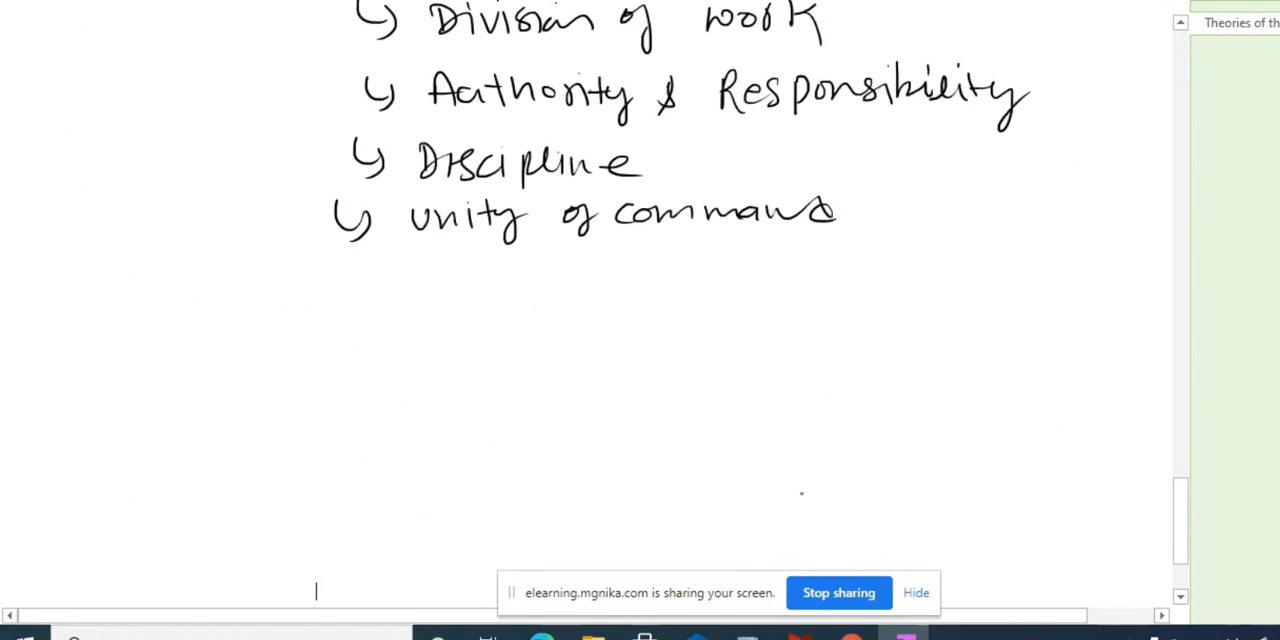 Division of work
Theories of th
Authority & Responsibility
Discipline
unity of command
elearning.mgnika.com is sharing your screen.
Stop sharing
Hide